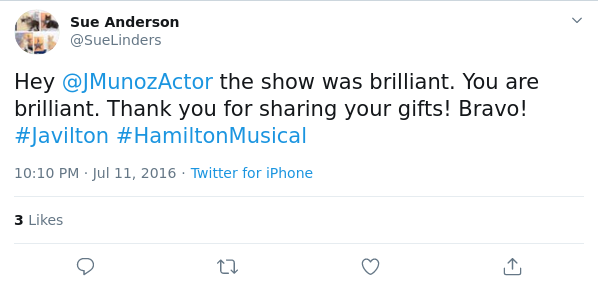 Sue Anderson
@SueLinders
Hey @JMunozActor the show was brilliant. You are
brilliant. Thank you for sharing your gifts! Bravo!
#Javilton #HamiltonMusical
10:10 PM · Jul 11, 2016 · Twitter for iPhone
3 Likes